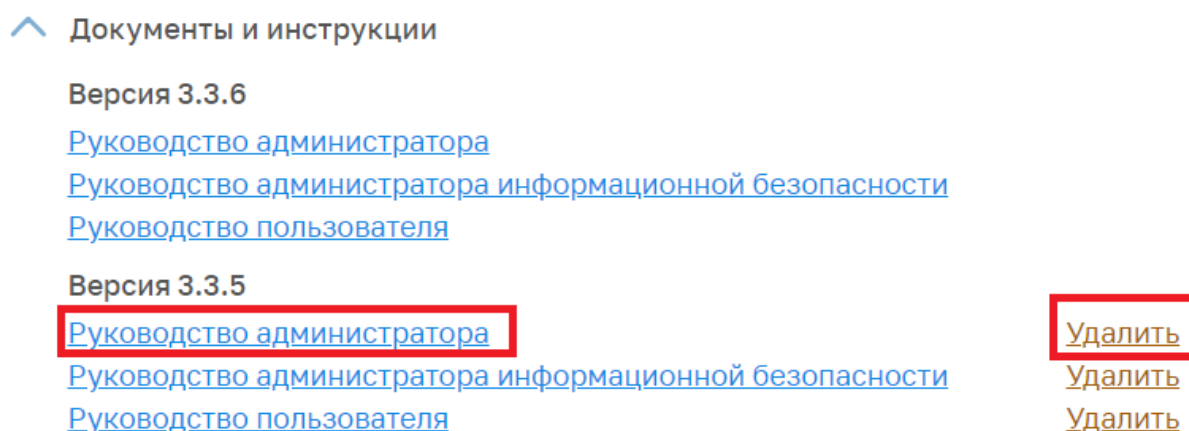 Документы и инструкции
Версия 3.3.6
Руководство администратора
Руководство администратора информационной безопасности
Руководство пользователя
Версия 3.3.5
Руководство администратора Удалить
Руководство администратора информационной безопасности Удалить
Руководство пользователя Удалить